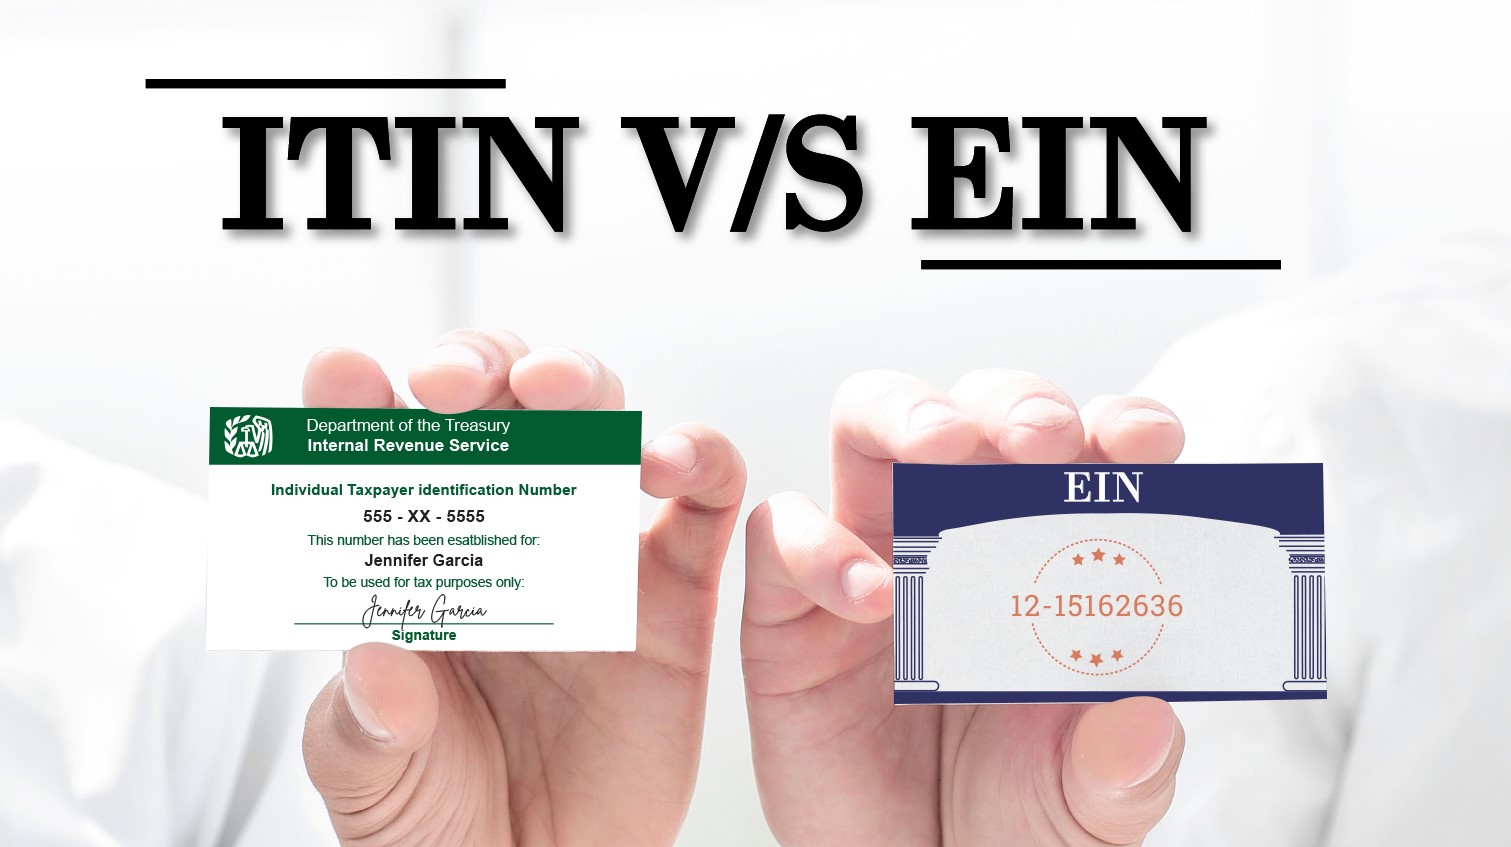 ITIN V/S EIN
Department of the Treasury
Internal Revenue Service
Individual Taxpayer identification Number
555 - XX - 5555
This number has been esatblished for:
Jennifer Garcia
To be used for tax purposes only:
Jennifer Garcia
Signature
EIN
12-15162636